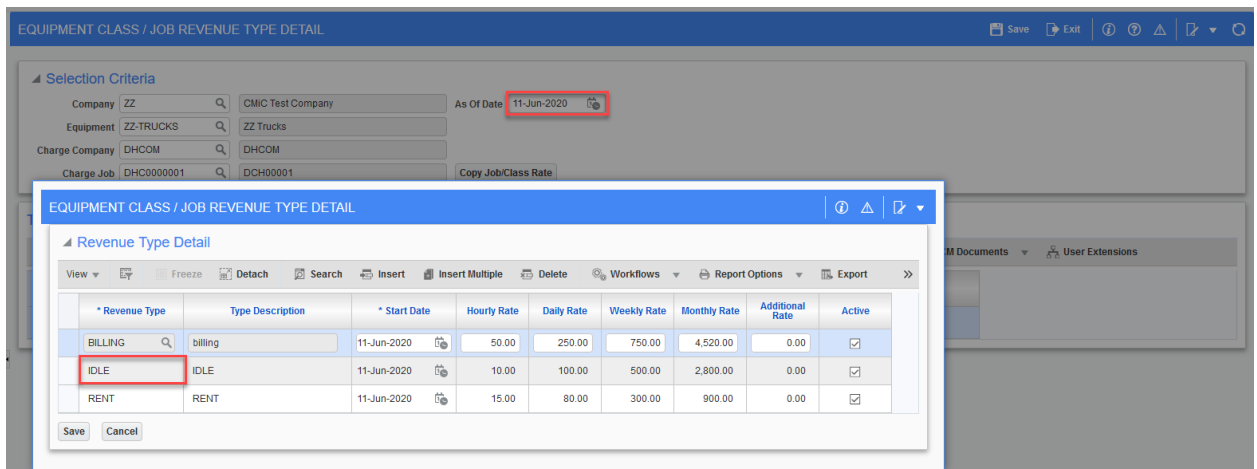 EQUIPMENT CLASS / JOB REVENUE TYPE DETAIL Save Exit
Selection Criteria
Company ZZ CMiC Test Company As Of Date 11-Jun-2020
Equipment ZZ-TRUCKS ZZ Trucks
Charge Company DHCOM DHCOM
Charge Job DHC0000001 DCH00001 Copy Job/Class Rate
EQUIPMENT CLASS / JOB REVENUE TYPE DETAIL
Revenue Type Detail
M Documents User Extensions
View Freeze Detach Search Insert Insert Multiple Delete Workflows Report Options Export »
* Revenue Type Type Description * Start Date Hourly Rate Daily Rate Weekly Rate Monthly Rate Additional Rate Active
BILLING billing 11-Jun-2020 50.00 250.00 750.00 4,520.00 0.00
IDLE IDLE 11-Jun-2020 10.00 100.00 500.00 2,800.00 0.00
RENT RENT 11-Jun-2020 15.00 80.00 300.00 900.00 0.00
Save Cancel